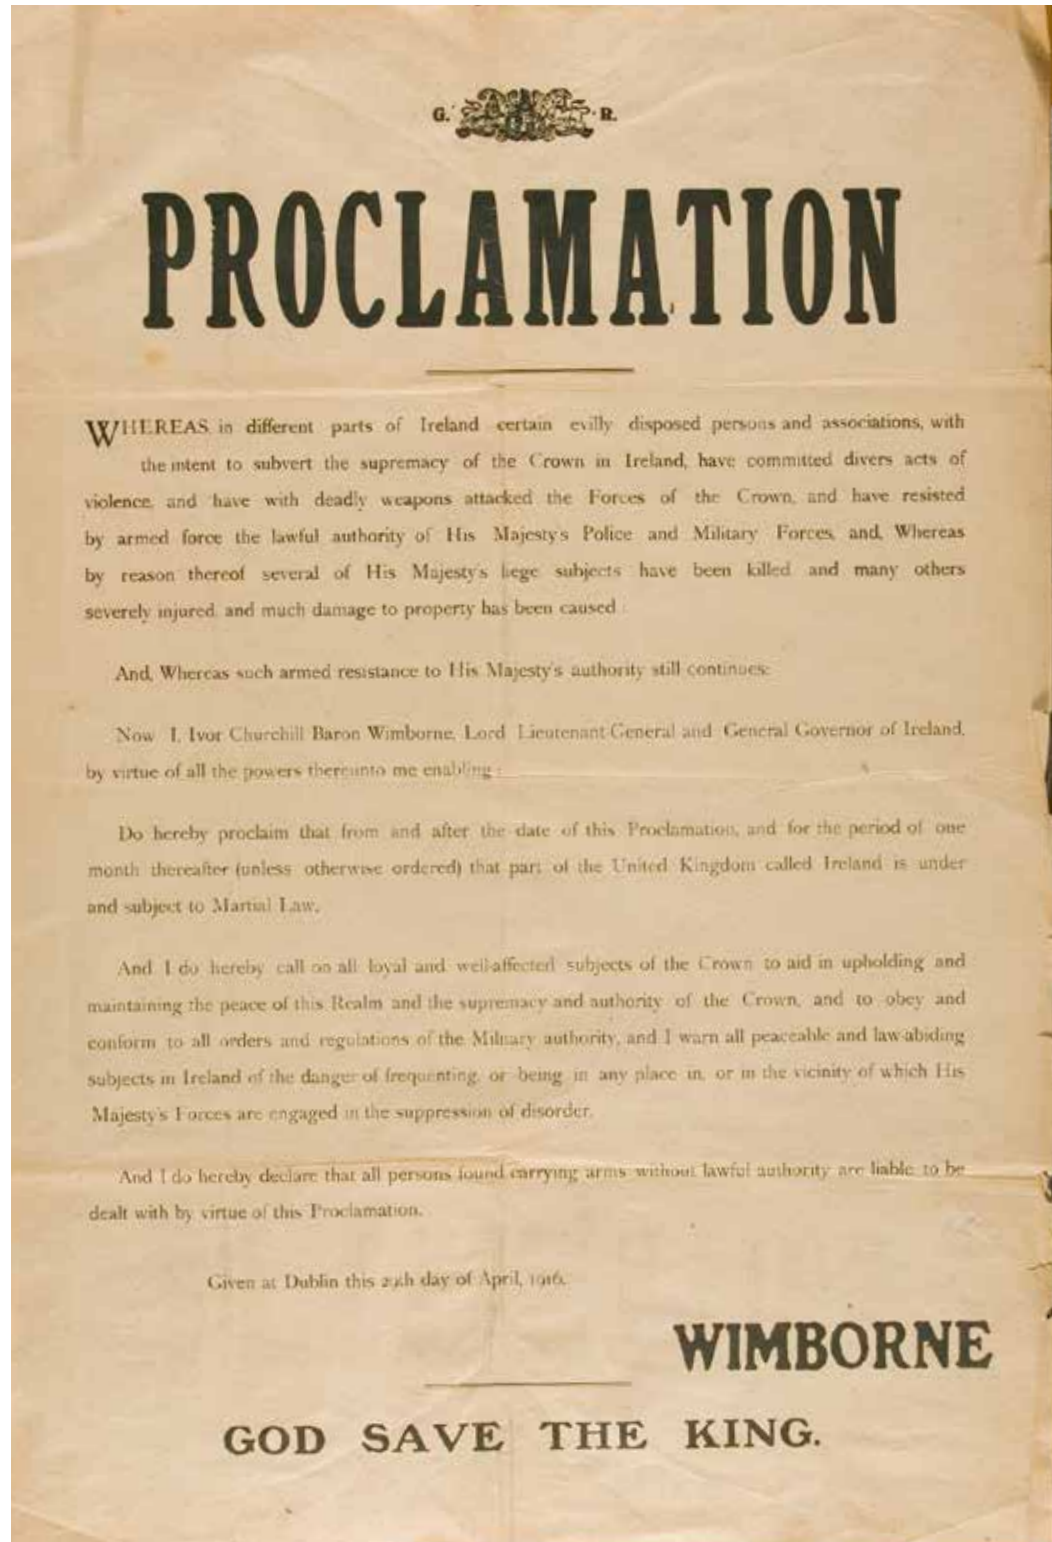 G. R.
PROCLAMATION
WHEREAS in different parts of Ireland certain evilly disposed persons and associations, with
the intent to subvert the supremacy of the Crown in Ireland, have committed divers acts of
violence, and have with deadly weapons attacked the Forces of the Crown, and have resisted
by armed force the lawful authority of His Majesty's Police and Military Forces, and, Whereas
by reason thereof several of His Majesty's liege subjects have been killed and many others
severely injured, and much damage to property has been caused :
And, Whereas such armed resistance to His Majesty's authority still continues:
Now I, Ivor Churchill Baron Wimborne, Lord Lieutenant-General and General Governor of Ireland,
by virtue of all the powers thereunto me enabling :
Do hereby proclaim that from and after the date of this Proclamation, and for the period of one
month thereafter (unless otherwise ordered) that part of the United Kingdom called Ireland is under
and subject to Martial Law.
And I do hereby call on all loyal and well-affected subjects of the Crown to aid in upholding and
maintaining the peace of this Realm and the supremacy and authority of the Crown, and to obey and
conform to all orders and regulations of the Military authority, and I warn all peaceable and law-abiding
subjects in Ireland of the danger of frequenting, or being in any place in, or in the vicinity of which His
Majesty's Forces are engaged in the suppression of disorder.
And I do hereby declare that all persons found carrying arms without lawful authority are liable to be
dealt with by virtue of this Proclamation.
Given at Dublin this day of April, 1916.
WIMBORNE
GOD SAVE THE KING.